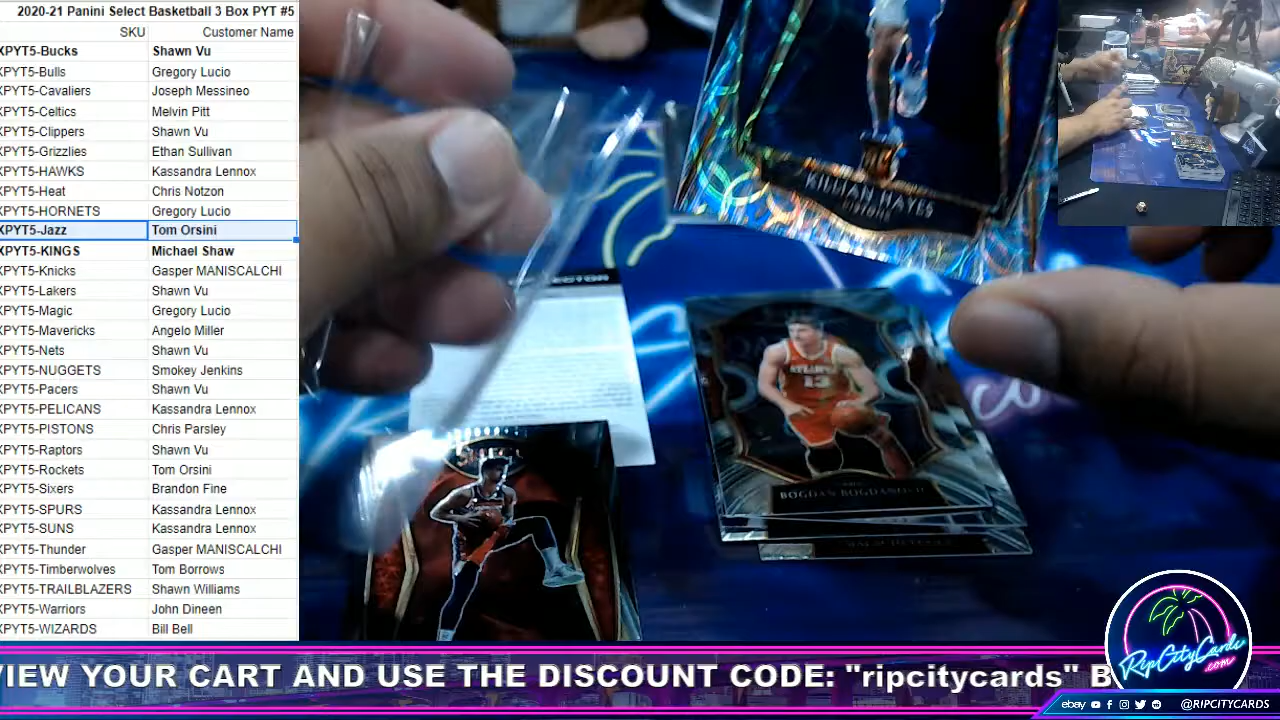 2020-21 Panini Select Basketball 3 Box PYT #5
SKU Customer Name
XPYT5-Bucks Shawn Vu
XPYT5-Bulls Gregory Lucio
XPYT5-Cavaliers Joseph Messineo
XPYT5-Celtics Melvin Pitt
XPYT5-Clippers Shawn Vu
XPYT5-Grizzlies Ethan Sullivan
XPYT5-HAWKS Kassandra Lennox
XPYT5-Heat Chris Notzon
XPYT5-HORNETS Gregory Lucio
XPYT5-Jazz Tom Orsini
XPYT5-KINGS Michael Shaw
XPYT5-Knicks Gasper MANISCALCHI
XPYT5-Lakers Shawn Vu
XPYT5-Magic Gregory Lucio
XPYT5-Mavericks Angelo Miller
XPYT5-Nets Shawn Vu
XPYT5-NUGGETS Smokey Jenkins
XPYT5-Pacers Shawn Vu
XPYT5-PELICANS Kassandra Lennox
XPYT5-PISTONS Chris Parsley
XPYT5-Raptors Shawn Vu
XPYT5-Rockets Tom Orsini
XPYT5-Sixers Brandon Fine
XPYT5-SPURS Kassandra Lennox
XPYT5-SUNS Kassandra Lennox
XPYT5-Thunder Gasper MANISCALCHI
XPYT5-Timberwolves Tom Borrows
XPYT5-TRAILBLAZERS Shawn Williams
XPYT5-Warriors John Dineen
XPYT5-WIZARDS Bill Bell
KILLIAN HAYES
ATLANTA
13
BOGDAN BOGDANOVIC
VIEW YOUR CART AND USE THE DISCOUNT CODE: "ripcitycards" B
RipCityCards
.com
ebay @RIPCITYCARDS